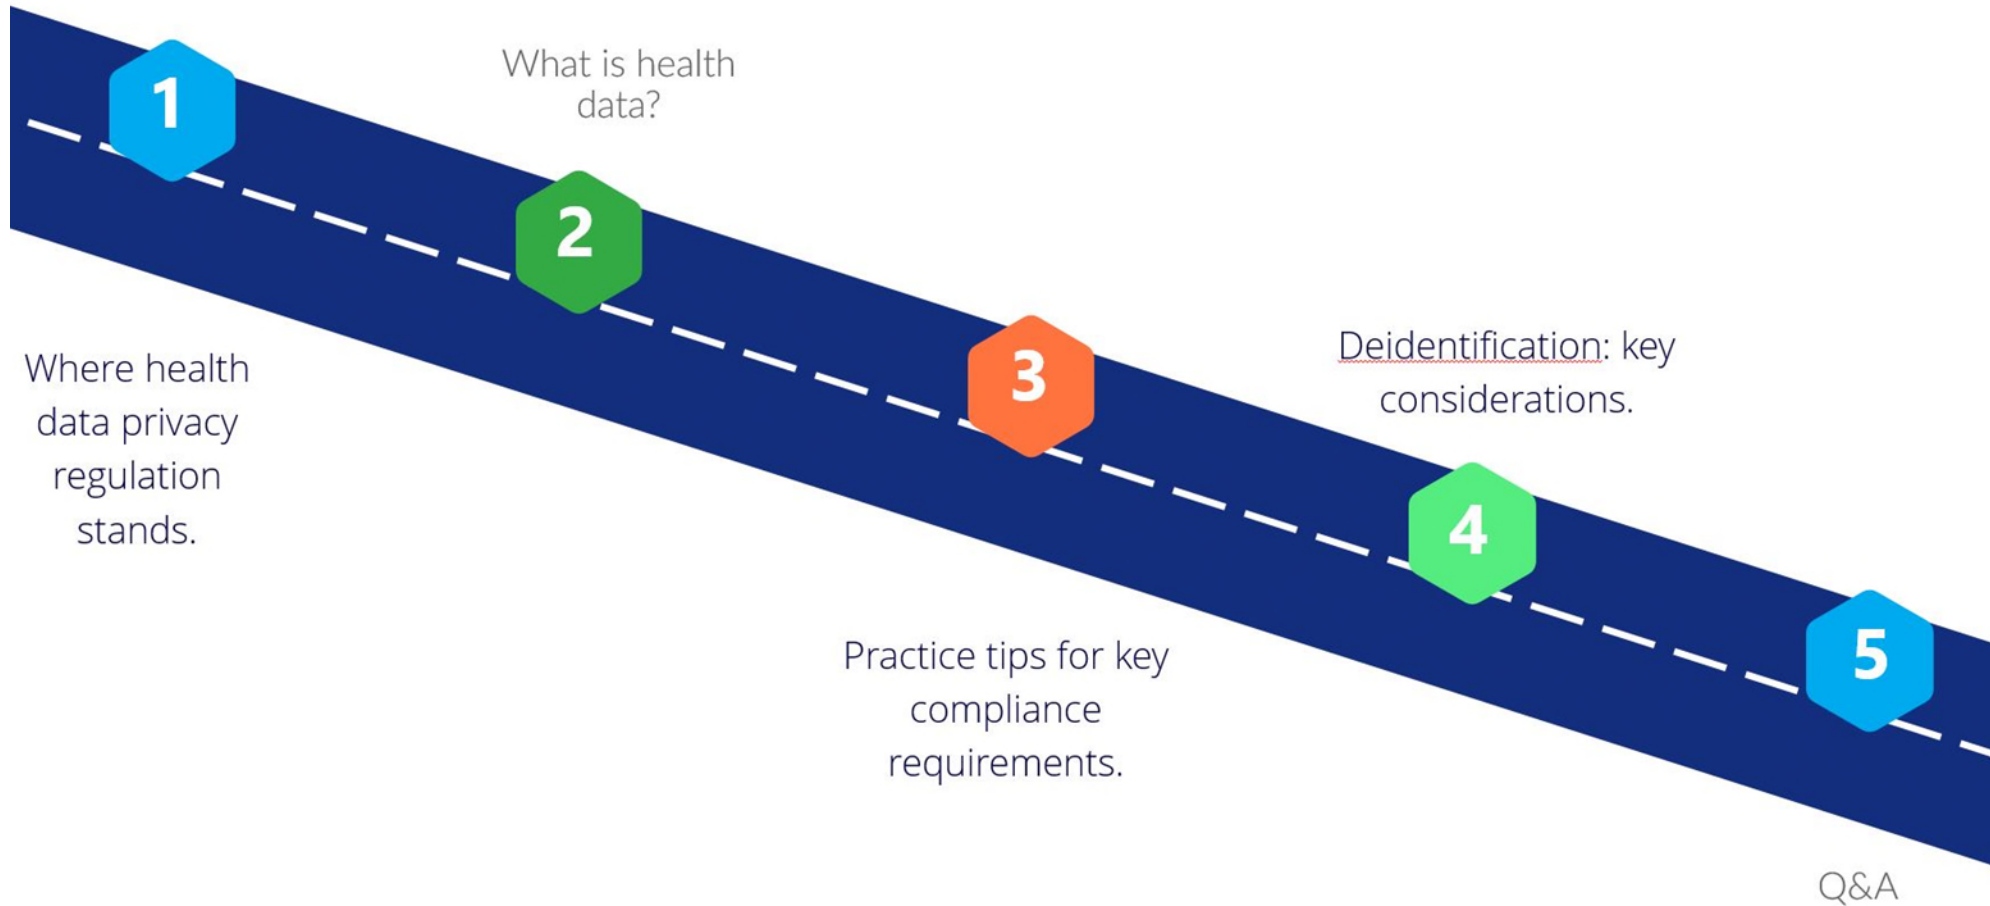 1
Where health
data privacy
regulation
stands.
What is health
data?
2
3
Practice tips for key
compliance
requirements.
Deidentification: key
considerations.
4
5
Q&A